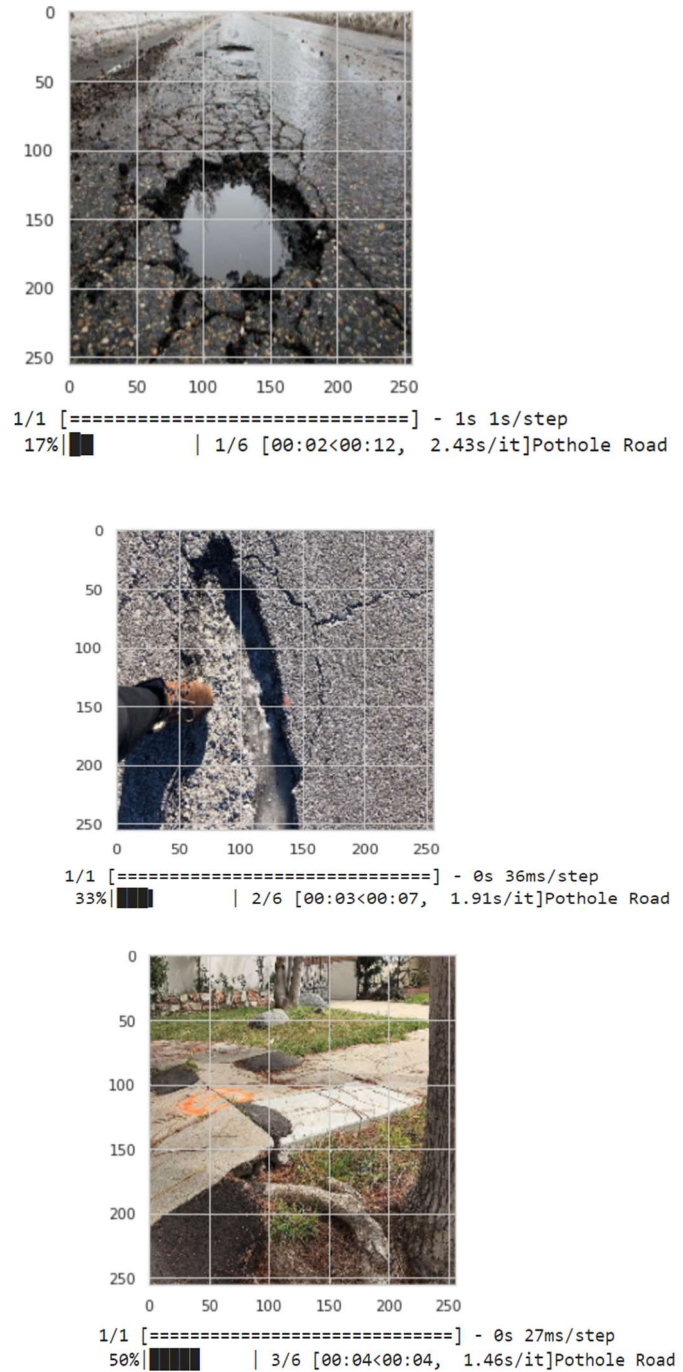 0
50
100
150
200
250
0 50 100 150 200 250
1/1 [==============================] - 1s 1s/step
17%|██ | 1/6 [00:02<00:12, 2.43s/it]Pothole Road
0
50
100
150
200
250
0 50 100 150 200 250
1/1 [==============================] - 0s 36ms/step
33%|███▎ | 2/6 [00:03<00:07, 1.91s/it]Pothole Road
0
50
100
150
200
250
0 50 100 150 200 250
1/1 [==============================] - 0s 27ms/step
50%|█████ | 3/6 [00:04<00:04, 1.46s/it]